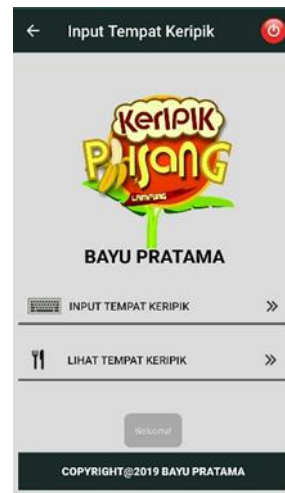 Input Tempat Keripik
KERIPIK
PISANG
LAMPUNG
BAYU PRATAMA
INPUT TEMPAT KERIPIK
LIHAT TEMPAT KERIPIK
Welcome!
COPYRIGHT@2019 BAYU PRATAMA